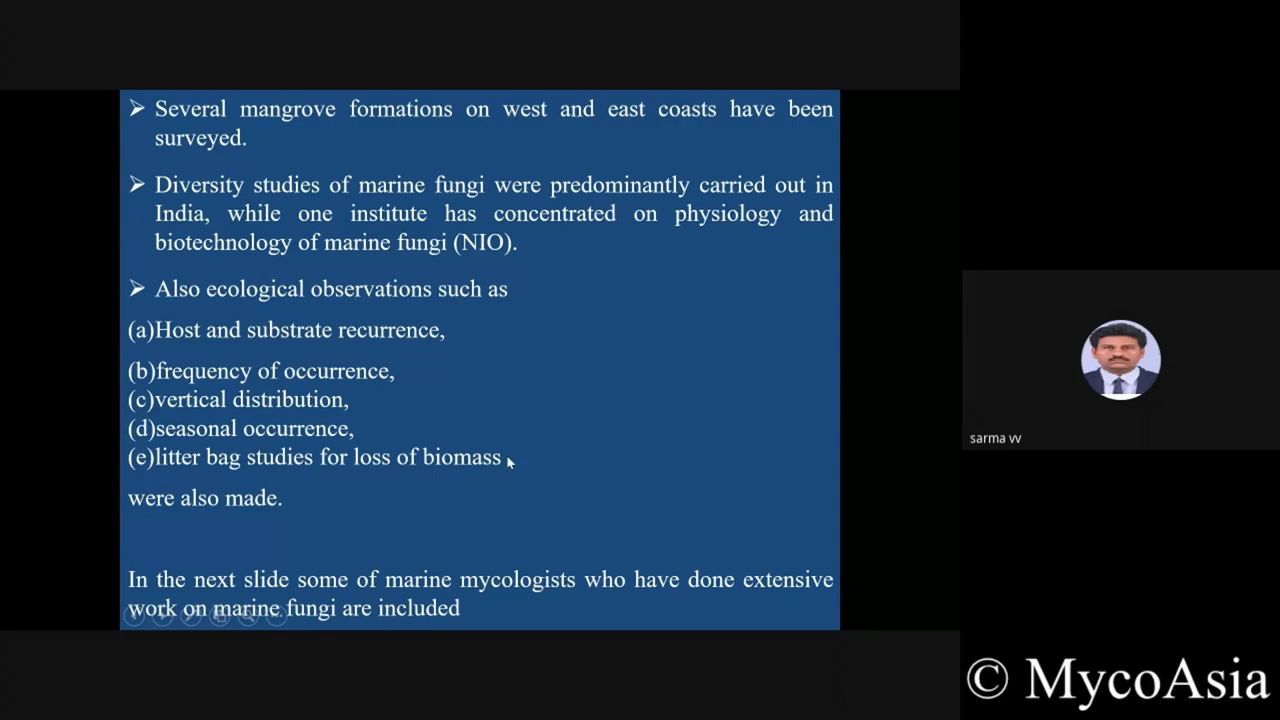 Several mangrove formations on west and east coasts have been
surveyed.
Diversity studies of marine fungi were predominantly carried out in
India, while one institute has concentrated on physiology and
biotechnology of marine fungi (NIO).
Also ecological observations such as
(a)Host and substrate recurrence,
(b)frequency of occurrence,
(c)vertical distribution,
(d)seasonal occurrence,
(e)litter bag studies for loss of biomass
were also made.
In the next slide some of marine mycologists who have done extensive
work on marine fungi are included
sarma vv
© MycoAsia